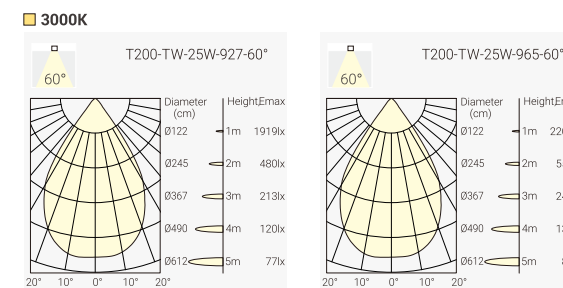 3000K
60°
T200-TW-25W-927-60°
Diameter (cm) Height,Emax
Ø122 1m 1919lx
Ø245 2m 480lx
Ø367 3m 213lx
Ø490 4m 120lx
Ø612 5m 77lx
20° 10° 0° 10° 20°
60°
T200-TW-25W-965-60°
Diameter (cm) Height,E
Ø122 1m
Ø245 2m
Ø367 3m
Ø490 4m
Ø612 5m
20° 10° 0° 10° 20°